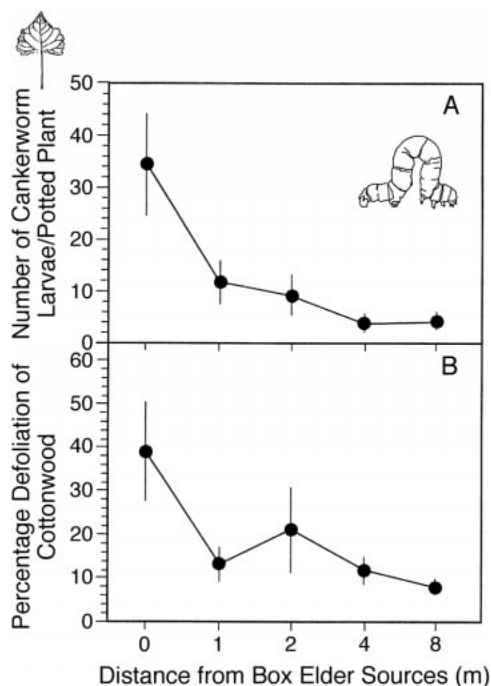 A
Number of Cankerworm
Larvae/Potted Plant
50
40
30
20
10
0
B
Percentage Defoliation of
Cottonwood
60
50
40
30
20
10
0
0 1 2 4 8
Distance from Box Elder Sources (m)